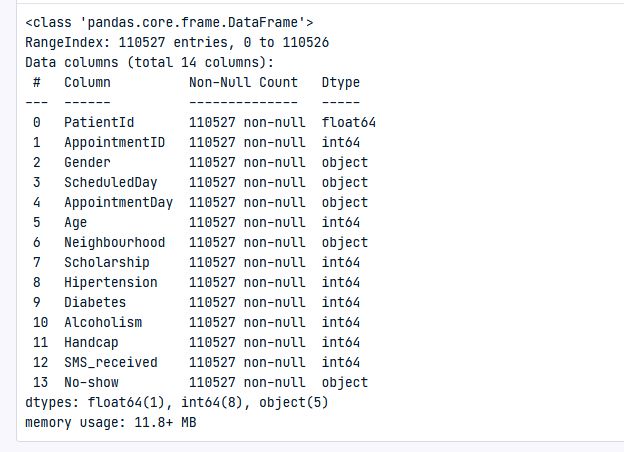 <class 'pandas.core.frame.DataFrame'>
RangeIndex: 110527 entries, 0 to 110526
Data columns (total 14 columns):
 #   Column          Non-Null Count   Dtype
---  ------          --------------   -----
 0   PatientId       110527 non-null  float64
 1   AppointmentID   110527 non-null  int64
 2   Gender          110527 non-null  object
 3   ScheduledDay    110527 non-null  object
 4   AppointmentDay  110527 non-null  object
 5   Age             110527 non-null  int64
 6   Neighbourhood   110527 non-null  object
 7   Scholarship     110527 non-null  int64
 8   Hipertension    110527 non-null  int64
 9   Diabetes        110527 non-null  int64
 10  Alcoholism      110527 non-null  int64
 11  Handcap         110527 non-null  int64
 12  SMS_received    110527 non-null  int64
 13  No-show         110527 non-null  object
dtypes: float64(1), int64(8), object(5)
memory usage: 11.8+ MB